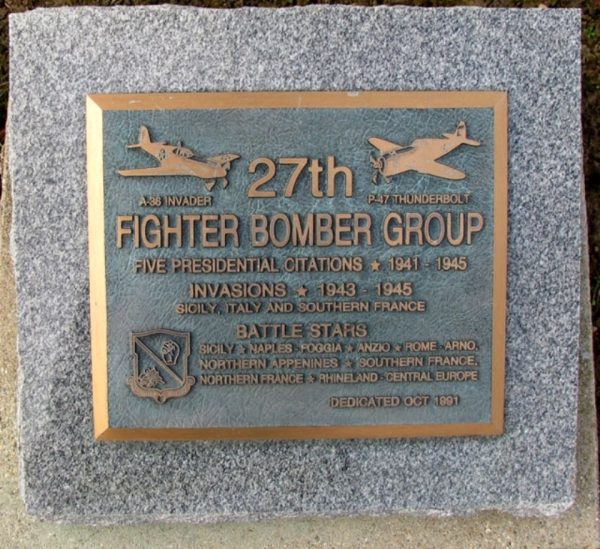 27th
A-36 INVADER
P-47 THUNDERBOLT
FIGHTER BOMBER GROUP
FIVE PRESIDENTIAL CITATIONS ★ 1941 - 1945
INVASIONS ★ 1943 - 1945
SICILY, ITALY AND SOUTHERN FRANCE
BATTLE STARS
SICILY ★ NAPLES - FOGGIA ★ ANZIO ★ ROME - ARNO,
NORTHERN APPENINES ★ SOUTHERN FRANCE,
NORTHERN FRANCE ★ RHINELAND - CENTRAL EUROPE
DEDICATED OCT 1991